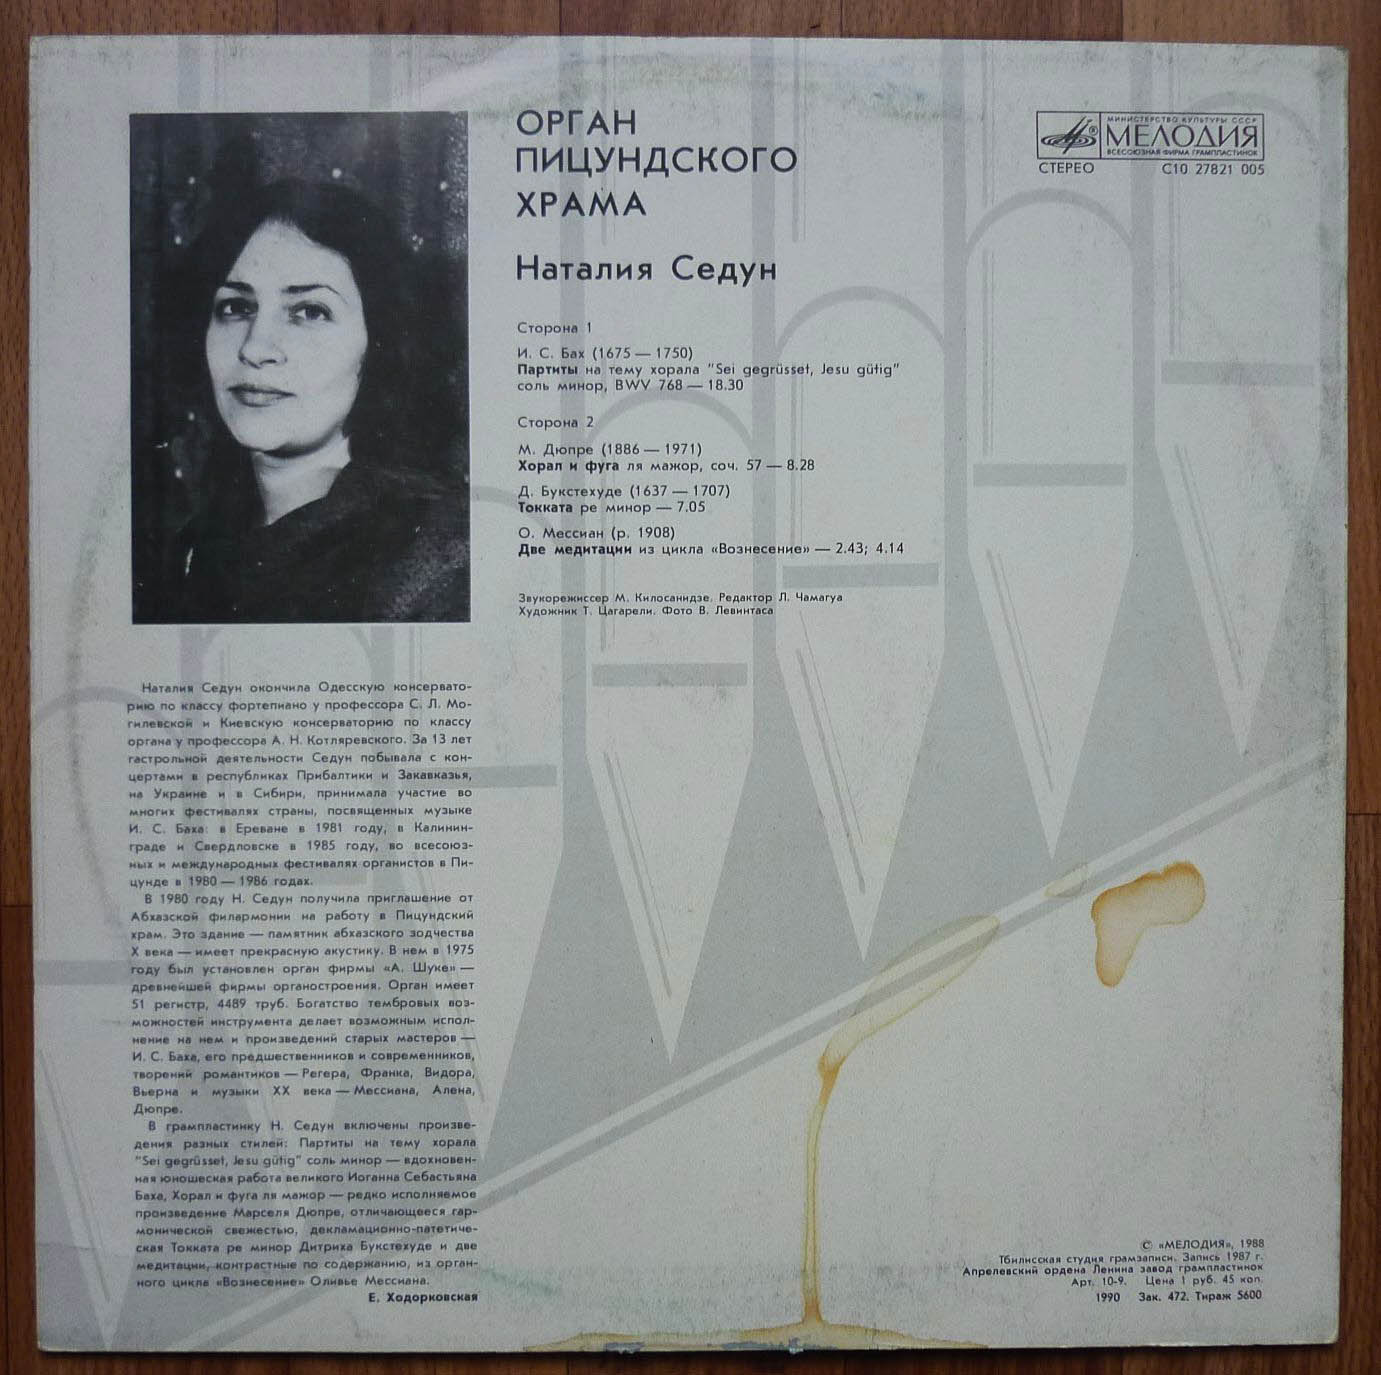 ОРГАН
ПИЦУНДСКОГО
ХРАМА
Наталия Седун
МИНИСТЕРСТВО КУЛЬТУРЫ СССР
МЕЛОДИЯ
ВСЕСОЮЗНАЯ ФИРМА ГРАМПЛАСТИНОК
СТЕРЕО С10 27821 005
Сторона 1
И. С. Бах (1675 — 1750)
Партиты на тему хорала "Sei gegrüsset, Jesu gütig"
соль минор, BWV 768 — 18.30
Сторона 2
М. Дюпре (1886 — 1971)
Хорал и фуга ля мажор, соч. 57 — 8.28
Д. Букстехуде (1637 — 1707)
Токката ре минор — 7.05
О. Мессиан (р. 1908)
Две медитации из цикла «Вознесение» — 2.43; 4.14
Звукорежиссер М. Килосанидзе. Редактор Л. Чамагуа
Художник Т. Цагарели. Фото В. Левинтаса
Наталия Седун окончила Одесскую консервато-
рию по классу фортепиано у профессора С. Л. Мо-
гилевской и Киевскую консерваторию по классу
органа у профессора А. Н. Котляревского. За 13 лет
гастрольной деятельности Седун побывала с кон-
цертами в республиках Прибалтики и Закавказья,
на Украине и в Сибири, принимала участие во
многих фестивалях страны, посвященных музыке
И. С. Баха: в Ереване в 1981 году, в Калинин-
граде и Свердловске в 1985 году, во всесоюз-
ных и международных фестивалях органистов в Пи-
цунде в 1980 — 1986 годах.
В 1980 году Н. Седун получила приглашение от
Абхазской филармонии на работу в Пицундский
храм. Это здание — памятник абхазского зодчества
X века — имеет прекрасную акустику. В нем в 1975
году был установлен орган фирмы «А. Шуке» —
древнейшей фирмы органостроения. Орган имеет
51 регистр, 4489 труб. Богатство тембровых воз-
можностей инструмента делает возможным испол-
нение на нем и произведений старых мастеров —
И. С. Баха, его предшественников и современников,
творений романтиков — Регера, Франка, Видора,
Вьерна и музыки XX века — Мессиана, Алена,
Дюпре.
В грампластинку Н. Седун включены произве-
дения разных стилей: Партиты на тему хорала
"Sei gegrüsset, Jesu gütig" соль минор — вдохновен-
ная юношеская работа великого Иоганна Себастьяна
Баха, Хорал и фуга ля мажор — редко исполняемое
произведение Марселя Дюпре, отличающееся гар-
монической свежестью, декламационно-патетиче-
ская Токката ре минор Дитриха Букстехуде и две
медитации, контрастные по содержанию, из орган-
ного цикла «Вознесение» Оливье Мессиана.
Е. Ходорковская
© «МЕЛОДИЯ», 1988
Тбилисская студия грамзаписи. Запись 1987 г.
Апрелевский ордена Ленина завод грампластинок
Арт. 10-9. Цена 1 руб. 45 коп.
1990 Зак. 472. Тираж 5600